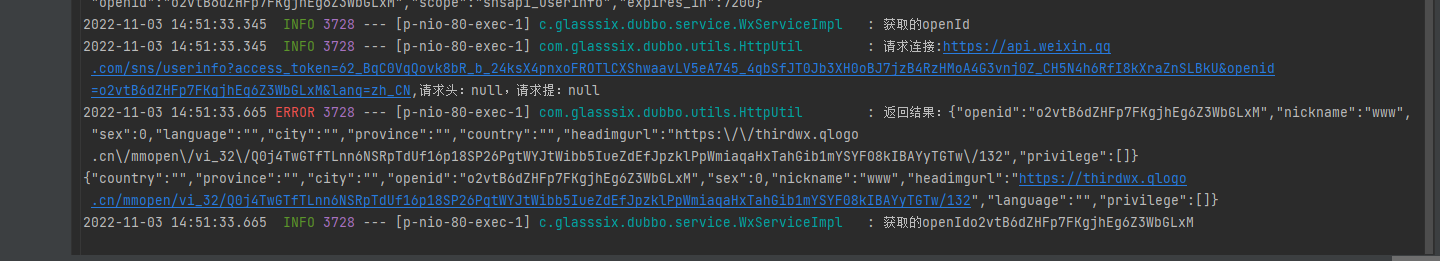 "openid":"o2vtB6dZHFp7FKgjhEg6Z3WbGLxM","scope":"snsapi_userinfo","expires_in":7200}
2022-11-03 14:51:33.345  INFO 3728 --- [p-nio-80-exec-1] c.glasssix.dubbo.service.WxServiceImpl   : 获取的openId
2022-11-03 14:51:33.345  INFO 3728 --- [p-nio-80-exec-1] com.glasssix.dubbo.utils.HttpUtil        : 请求连接:https://api.weixin.qq
.com/sns/userinfo?access_token=62_BqC0VqQovk8bR_b_24ksX4pnxoFROTlCXShwaavLV5eA745_4qbSfJT0Jb3XH0oBJ7jzB4RzHMoA4G3vnj0Z_CH5N4h6RfI8kXraZnSLBkU&openid
=o2vtB6dZHFp7FKgjhEg6Z3WbGLxM&lang=zh_CN,请求头：null，请求提：null
2022-11-03 14:51:33.665 ERROR 3728 --- [p-nio-80-exec-1] com.glasssix.dubbo.utils.HttpUtil        : 返回结果：{"openid":"o2vtB6dZHFp7FKgjhEg6Z3WbGLxM","nickname":"www",
"sex":0,"language":"","city":"","province":"","country":"","headimgurl":"https:\/\/thirdwx.qlogo
.cn\/mmopen\/vi_32\/Q0j4TwGTfTLnn6NSRpTdUf16p18SP26PgtWYJtWibb5IueZdEfJpzklPpWmiaqaHxTahGib1mYSYF08kIBAYyTGTw\/132","privilege":[]}
{"country":"","province":"","city":"","openid":"o2vtB6dZHFp7FKgjhEg6Z3WbGLxM","sex":0,"nickname":"www","headimgurl":"https://thirdwx.qlogo
.cn/mmopen/vi_32/Q0j4TwGTfTLnn6NSRpTdUf16p18SP26PgtWYJtWibb5IueZdEfJpzklPpWmiaqaHxTahGib1mYSYF08kIBAYyTGTw/132","language":"","privilege":[]}
2022-11-03 14:51:33.665  INFO 3728 --- [p-nio-80-exec-1] c.glasssix.dubbo.service.WxServiceImpl   : 获取的openIdo2vtB6dZHFp7FKgjhEg6Z3WbGLxM